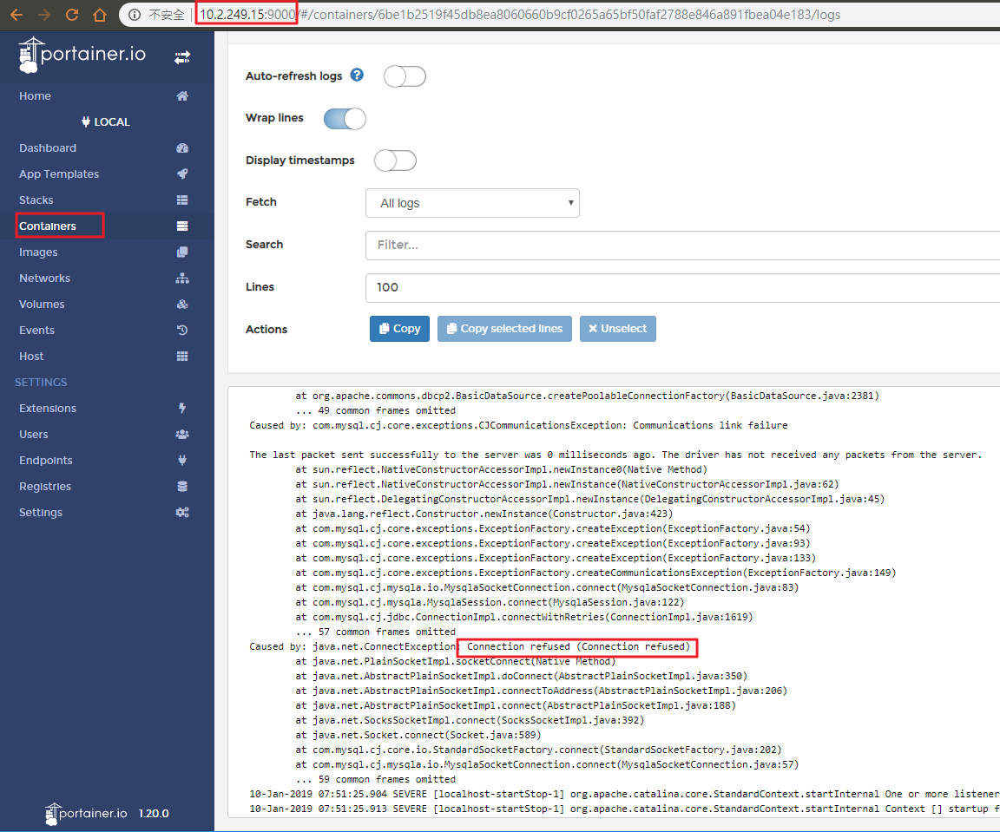 不安全 10.2.249.15:9000/#/containers/6be1b2519f45db8ea8060660b9cf0265a65bf50faf2788e846a891fbea04e183/logs
portainer.io
Home
LOCAL
Dashboard
App Templates
Stacks
Containers
Images
Networks
Volumes
Events
Host
SETTINGS
Extensions
Users
Endpoints
Registries
Settings
portainer.io 1.20.0
Auto-refresh logs ?
Wrap lines
Display timestamps
Fetch All logs
Search Filter...
Lines 100
Actions Copy Copy selected lines Unselect
at org.apache.commons.dbcp2.BasicDataSource.createPoolableConnectionFactory(BasicDataSource.java:2381)
... 49 common frames omitted
Caused by: com.mysql.cj.core.exceptions.CJCommunicationsException: Communications link failure
The last packet sent successfully to the server was 0 milliseconds ago. The driver has not received any packets from the server.
at sun.reflect.NativeConstructorAccessorImpl.newInstance0(Native Method)
at sun.reflect.NativeConstructorAccessorImpl.newInstance(NativeConstructorAccessorImpl.java:62)
at sun.reflect.DelegatingConstructorAccessorImpl.newInstance(DelegatingConstructorAccessorImpl.java:45)
at java.lang.reflect.Constructor.newInstance(Constructor.java:423)
at com.mysql.cj.core.exceptions.ExceptionFactory.createException(ExceptionFactory.java:54)
at com.mysql.cj.core.exceptions.ExceptionFactory.createException(ExceptionFactory.java:93)
at com.mysql.cj.core.exceptions.ExceptionFactory.createException(ExceptionFactory.java:133)
at com.mysql.cj.core.exceptions.ExceptionFactory.createCommunicationsException(ExceptionFactory.java:149)
at com.mysql.cj.mysqla.io.MysqlaSocketConnection.connect(MysqlaSocketConnection.java:83)
at com.mysql.cj.mysqla.MysqlaSession.connect(MysqlaSession.java:122)
at com.mysql.cj.jdbc.ConnectionImpl.connectWithRetries(ConnectionImpl.java:1619)
... 57 common frames omitted
Caused by: java.net.ConnectException: Connection refused (Connection refused)
at java.net.PlainSocketImpl.socketConnect(Native Method)
at java.net.AbstractPlainSocketImpl.doConnect(AbstractPlainSocketImpl.java:350)
at java.net.AbstractPlainSocketImpl.connectToAddress(AbstractPlainSocketImpl.java:206)
at java.net.AbstractPlainSocketImpl.connect(AbstractPlainSocketImpl.java:188)
at java.net.SocksSocketImpl.connect(SocksSocketImpl.java:392)
at java.net.Socket.connect(Socket.java:589)
at com.mysql.cj.core.io.StandardSocketFactory.connect(StandardSocketFactory.java:202)
at com.mysql.cj.mysqla.io.MysqlaSocketConnection.connect(MysqlaSocketConnection.java:57)
... 59 common frames omitted
10-Jan-2019 07:51:25.904 SEVERE [localhost-startStop-1] org.apache.catalina.core.StandardContext.startInternal One or more listener
10-Jan-2019 07:51:25.913 SEVERE [localhost-startStop-1] org.apache.catalina.core.StandardContext.startInternal Context [] startup f